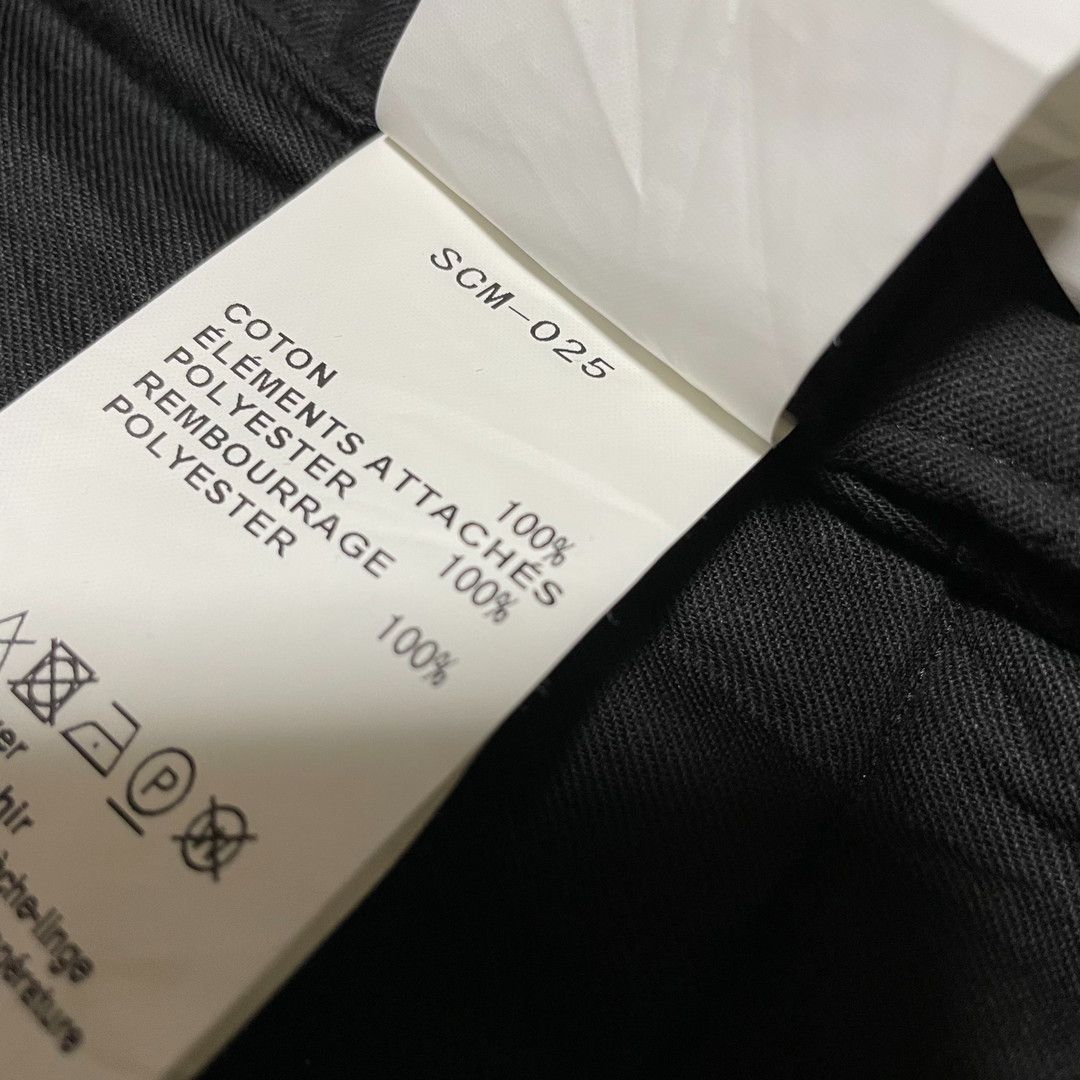 SCM-025
COTON 100%
ÉLÉMENTS ATTACHÉS
POLYESTER 100%
REMBOURRAGE
POLYESTER 100%
P
W